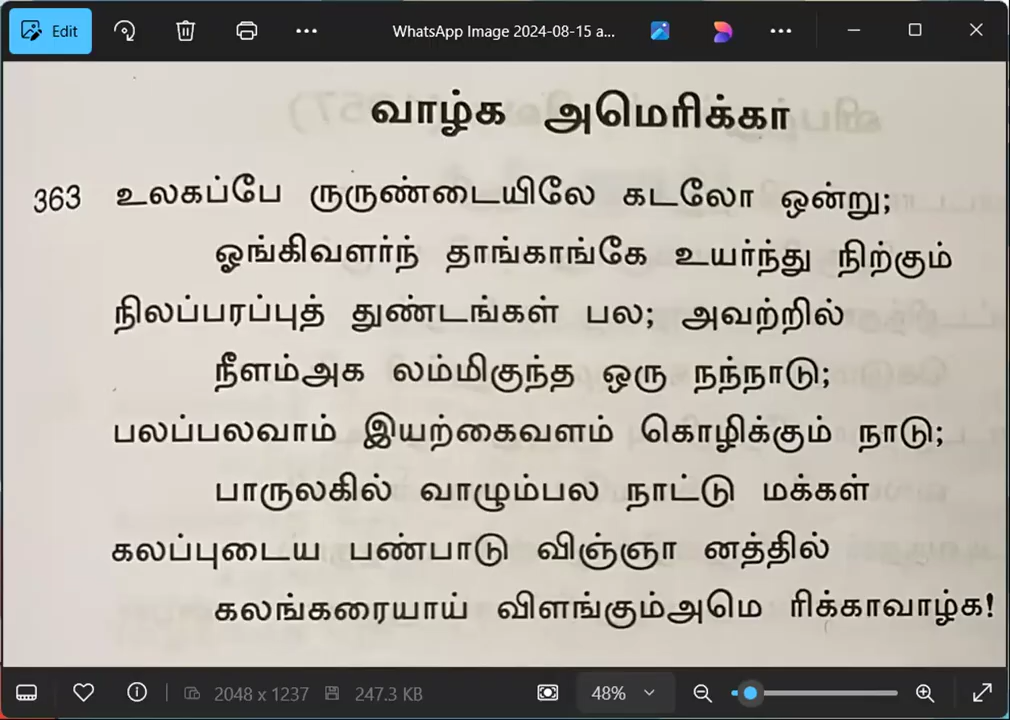 Edit
WhatsApp Image 2024-08-15 a...
வாழ்க அமெரிக்கா
363 உலகப்பே ருருண்டையிலே கடலோ ஒன்று;
ஓங்கிவளர்ந் தாங்காங்கே உயர்ந்து நிற்கும்
நிலப்பரப்புத் துண்டங்கள் பல; அவற்றில்
நீளம்அக லம்மிகுந்த ஒரு நந்நாடு;
பலப்பலவாம் இயற்கைவளம் கொழிக்கும் நாடு;
பாருலகில் வாழும்பல நாட்டு மக்கள்
கலப்புடைய பண்பாடு விஞ்ஞா னத்தில்
கலங்கரையாய் விளங்கும்அமெ ரிக்காவாழ்க!
2048 x 1237 247.3 KB 48%